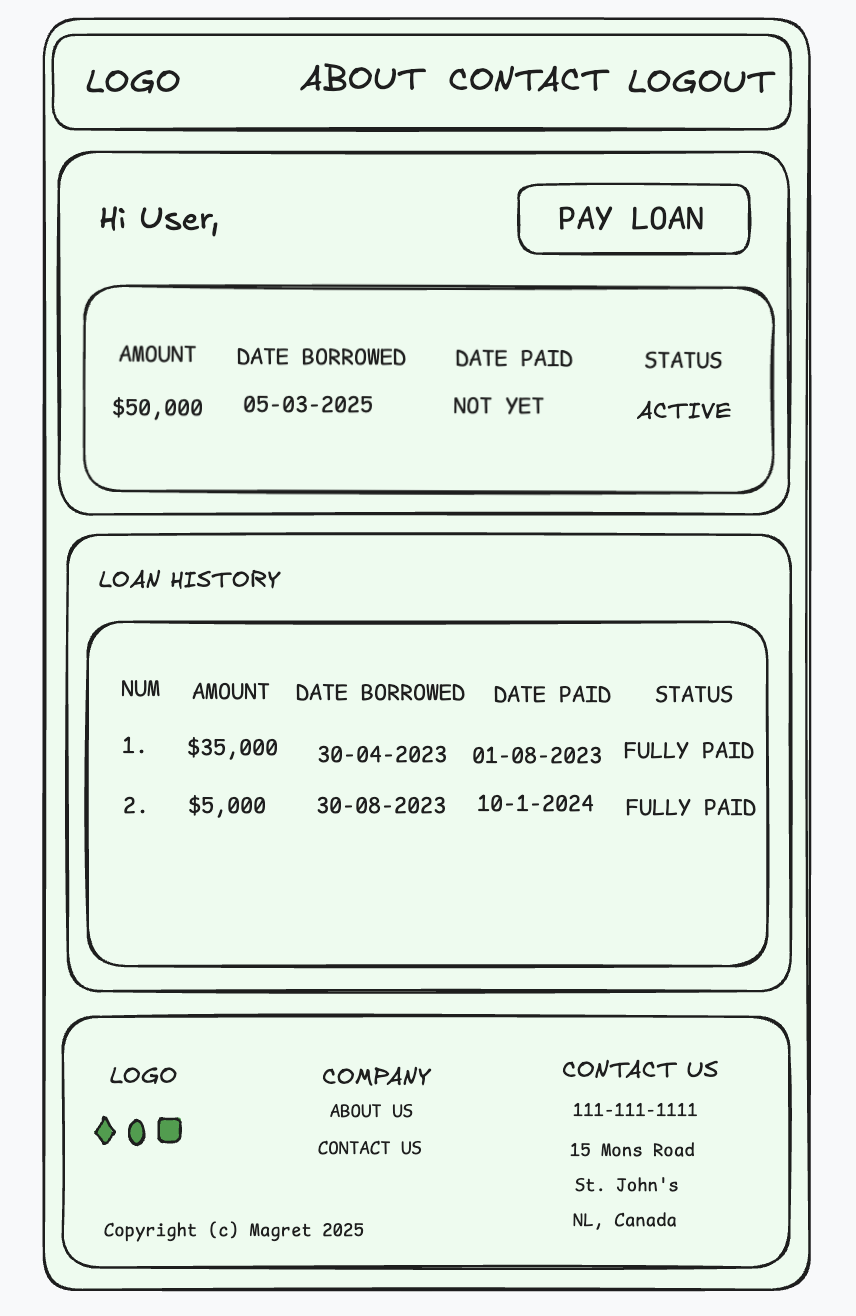 LOGO ABOUT CONTACT LOGOUT
Hi User, PAY LOAN
AMOUNT DATE BORROWED DATE PAID STATUS
$50,000 05-03-2025 NOT YET ACTIVE
LOAN HISTORY
NUM AMOUNT DATE BORROWED DATE PAID STATUS
1. $35,000 30-04-2023 01-08-2023 FULLY PAID
2. $5,000 30-08-2023 10-1-2024 FULLY PAID
LOGO
COMPANY
ABOUT US
CONTACT US
CONTACT US
111-111-1111
15 Mons Road
St. John's
NL, Canada
Copyright (c) Magret 2025